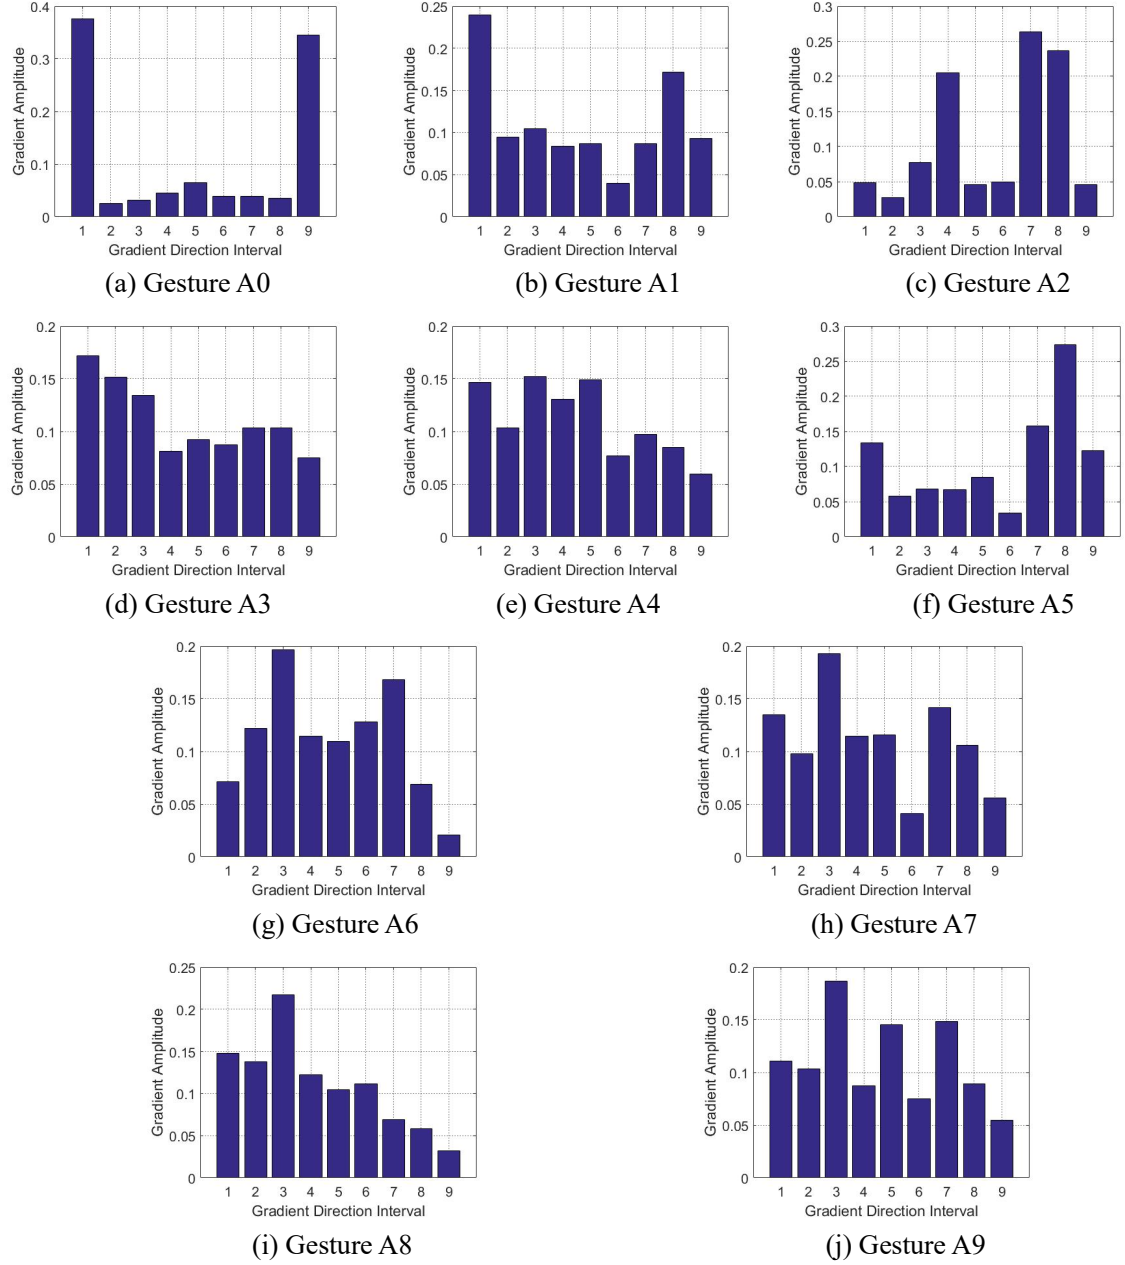 0.4
0.3
0.2
0.1
0
Gradient Amplitude
1 2 3 4 5 6 7 8 9
Gradient Direction Interval
(a) Gesture A0
0.25
0.2
0.15
0.1
0.05
0
Gradient Amplitude
1 2 3 4 5 6 7 8 9
Gradient Direction Interval
(b) Gesture A1
0.3
0.25
0.2
0.15
0.1
0.05
0
Gradient Amplitude
1 2 3 4 5 6 7 8 9
Gradient Direction Interval
(c) Gesture A2
0.2
0.15
0.1
0.05
0
Gradient Amplitude
1 2 3 4 5 6 7 8 9
Gradient Direction Interval
(d) Gesture A3
0.2
0.15
0.1
0.05
0
Gradient Amplitude
1 2 3 4 5 6 7 8 9
Gradient Direction Interval
(e) Gesture A4
0.3
0.25
0.2
0.15
0.1
0.05
0
Gradient Amplitude
1 2 3 4 5 6 7 8 9
Gradient Direction Interval
(f) Gesture A5
0.2
0.15
0.1
0.05
0
Gradient Amplitude
1 2 3 4 5 6 7 8 9
Gradient Direction Interval
(g) Gesture A6
0.2
0.15
0.1
0.05
0
Gradient Amplitude
1 2 3 4 5 6 7 8 9
Gradient Direction Interval
(h) Gesture A7
0.25
0.2
0.15
0.1
0.05
0
Gradient Amplitude
1 2 3 4 5 6 7 8 9
Gradient Direction Interval
(i) Gesture A8
0.2
0.15
0.1
0.05
0
Gradient Amplitude
1 2 3 4 5 6 7 8 9
Gradient Direction Interval
(j) Gesture A9